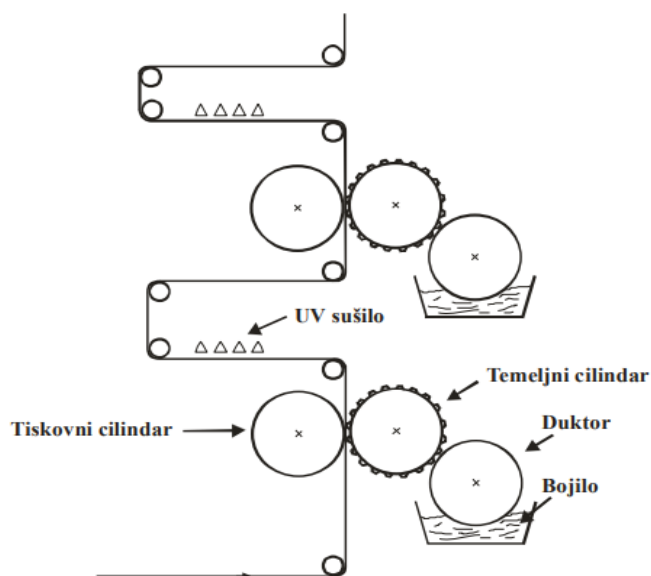 UV sušilo
Temeljni cilindar
Tiskovni cilindar
Duktor
Bojilo